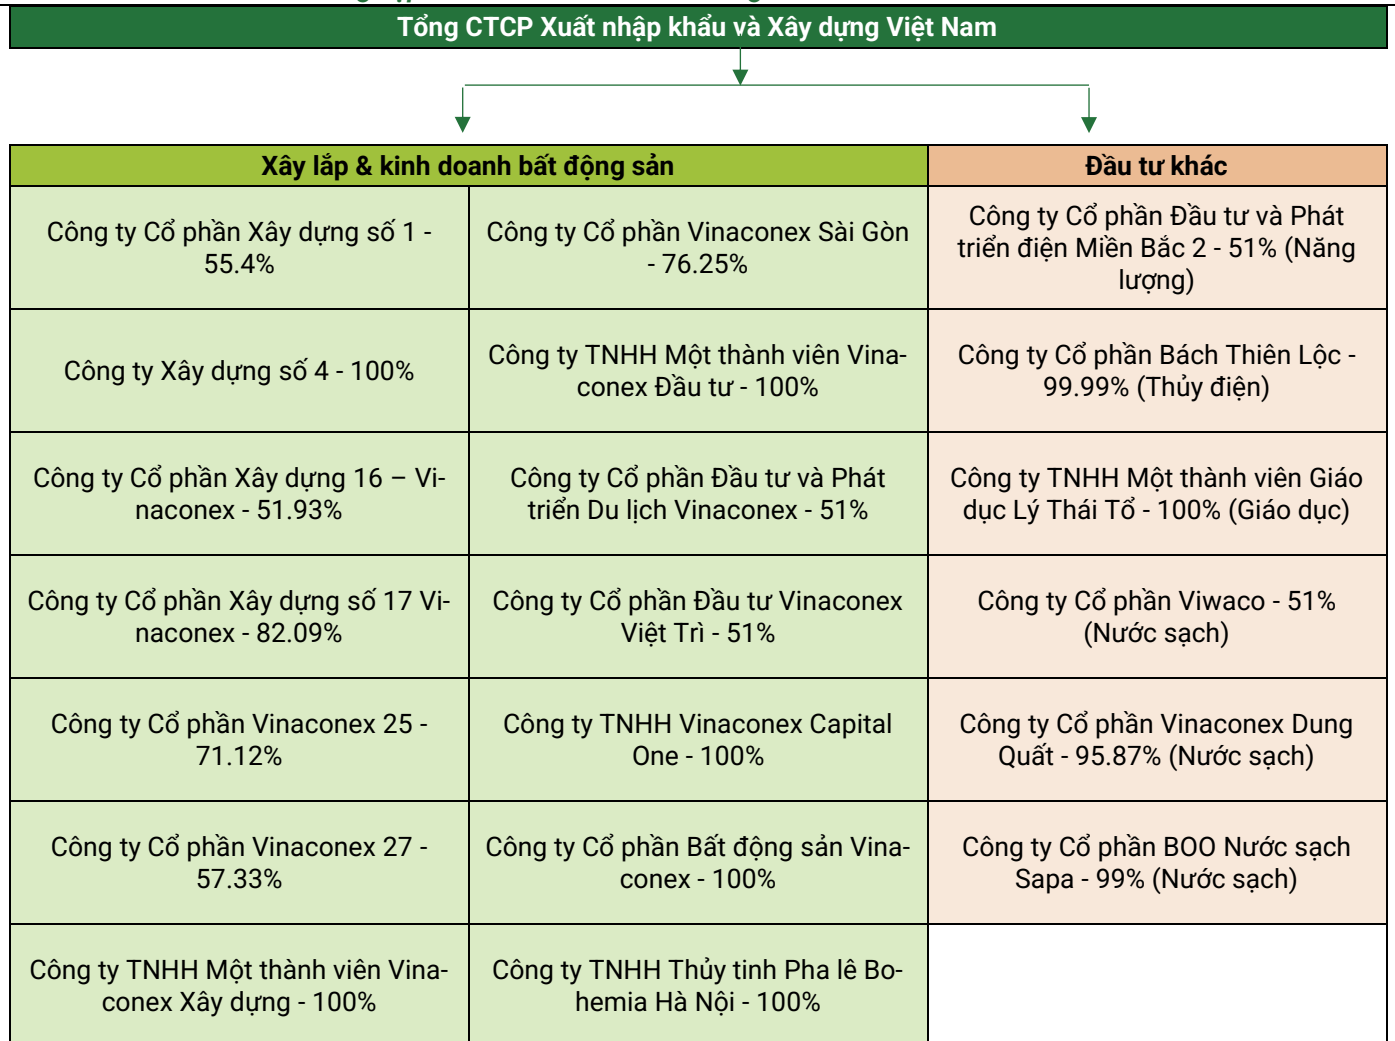 Tổng CTCP Xuất nhập khẩu và Xây dựng Việt Nam
Xây lắp & kinh doanh bất động sản
Đầu tư khác
Công ty Cổ phần Xây dựng số 1 -
55.4%
Công ty Cổ phần Vinaconex Sài Gòn
- 76.25%
Công ty Cổ phần Đầu tư và Phát
triển điện Miền Bắc 2 - 51% (Năng
lượng)
Công ty Xây dựng số 4 - 100%
Công ty TNHH Một thành viên Vina-
conex Đầu tư - 100%
Công ty Cổ phần Bách Thiên Lộc -
99.99% (Thủy điện)
Công ty Cổ phần Xây dựng 16 – Vi-
naconex - 51.93%
Công ty Cổ phần Đầu tư và Phát
triển Du lịch Vinaconex - 51%
Công ty TNHH Một thành viên Giáo
dục Lý Thái Tổ - 100% (Giáo dục)
Công ty Cổ phần Xây dựng số 17 Vi-
naconex - 82.09%
Công ty Cổ phần Đầu tư Vinaconex
Việt Trì - 51%
Công ty Cổ phần Viwaco - 51%
(Nước sạch)
Công ty Cổ phần Vinaconex 25 -
71.12%
Công ty TNHH Vinaconex Capital
One - 100%
Công ty Cổ phần Vinaconex Dung
Quất - 95.87% (Nước sạch)
Công ty Cổ phần Vinaconex 27 -
57.33%
Công ty Cổ phần Bất động sản Vina-
conex - 100%
Công ty Cổ phần BOO Nước sạch
Sapa - 99% (Nước sạch)
Công ty TNHH Một thành viên Vina-
conex Xây dựng - 100%
Công ty TNHH Thủy tinh Pha lê Bo-
hemia Hà Nội - 100%